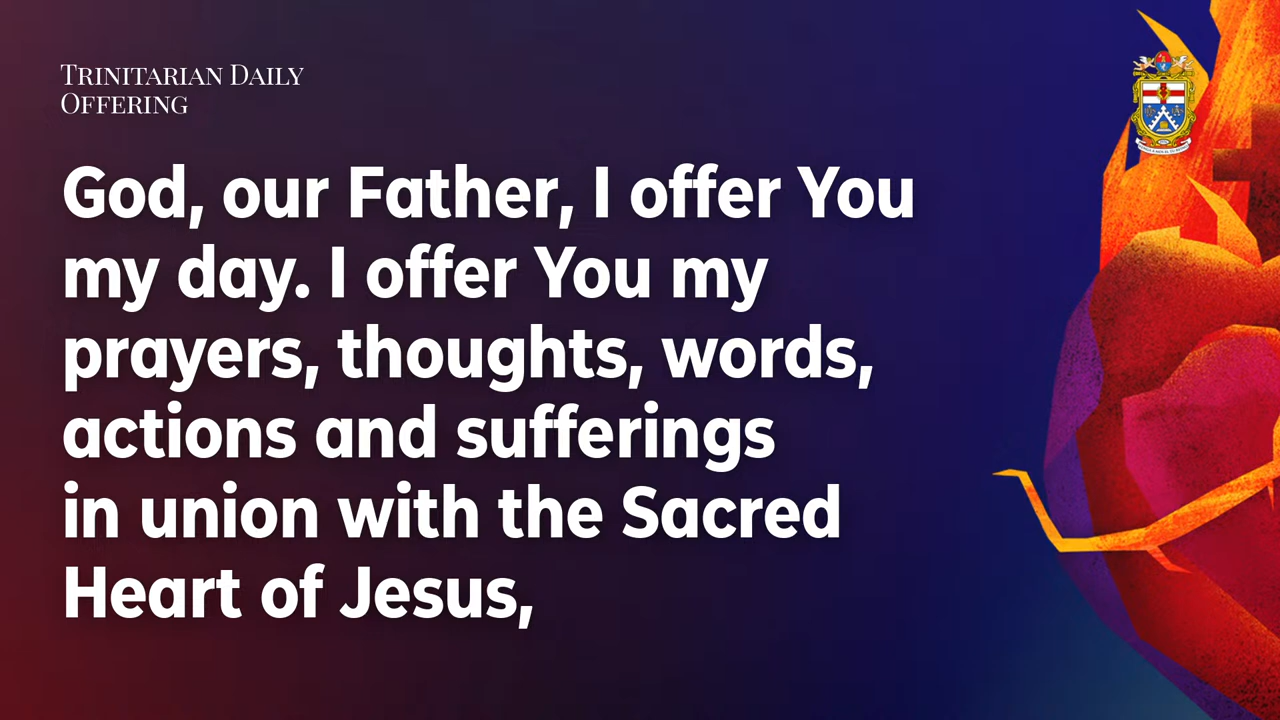 Trinitarian Daily
Offering
God, our Father, I offer You
my day. I offer You my
prayers, thoughts, words,
actions and sufferings
in union with the Sacred
Heart of Jesus,